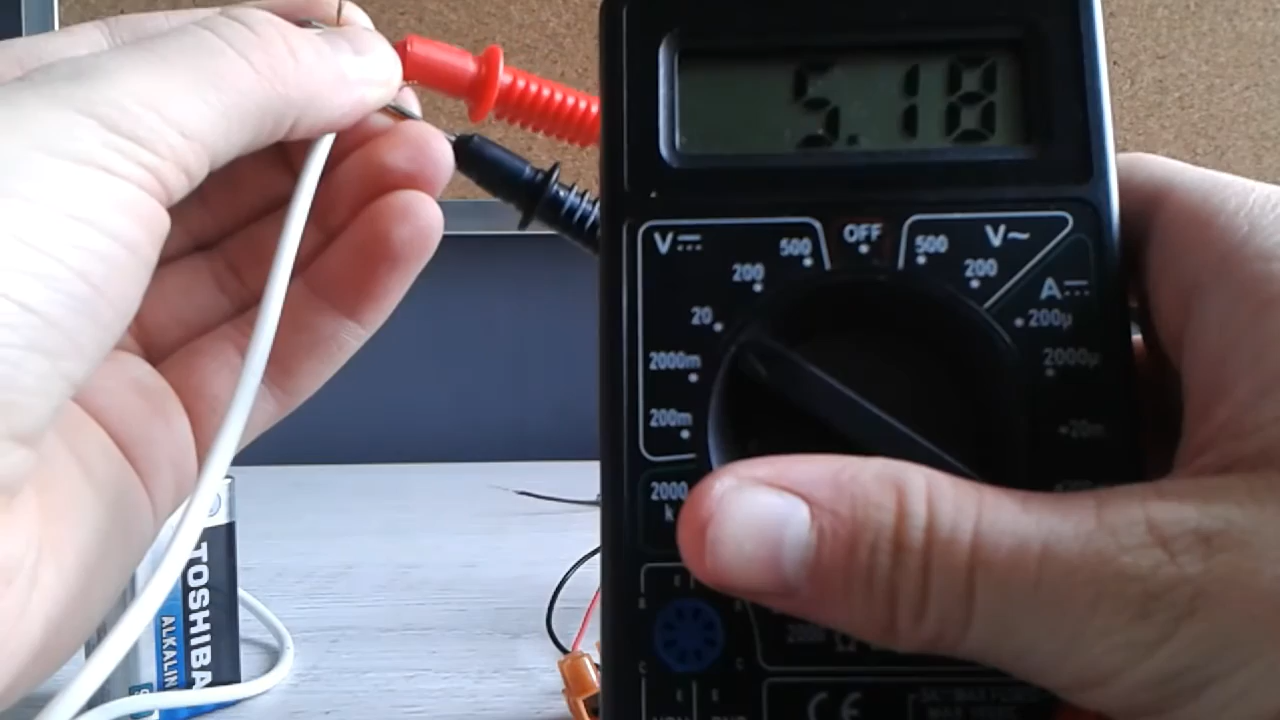 5.18
V⎓ 500 OFF 500 V~
200 200 A⎓
20 200µ
2000m 2000µ
200m 20m
2000
k
TOSHIBA
ALKALIN
Ω
CE